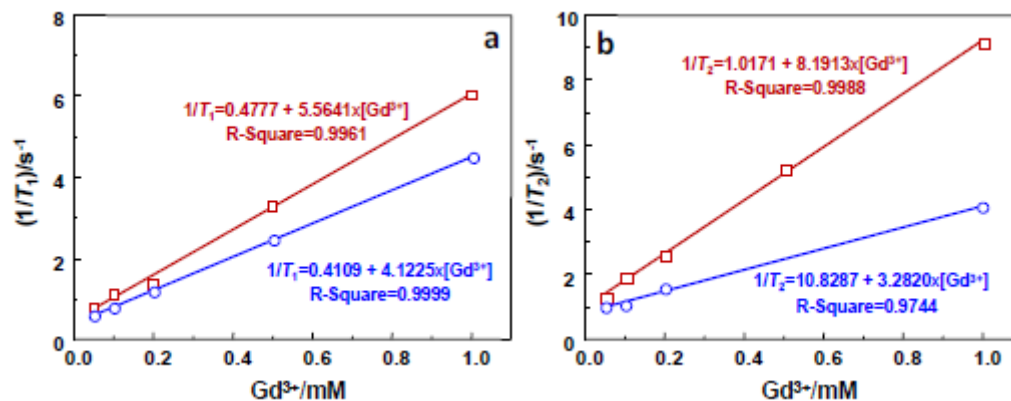 a
8
6
4
2
0
(1/T₁)/s⁻¹
1/T₁=0.4777 + 5.5641x[Gd³⁺]
R-Square=0.9961
1/T₁=0.4109 + 4.1225x[Gd³⁺]
R-Square=0.9999
0.0 0.2 0.4 0.6 0.8 1.0
Gd³⁺/mM
b
10
8
6
4
2
0
(1/T₂)/s⁻¹
1/T₂=1.0171 + 8.1913x[Gd³⁺]
R-Square=0.9988
1/T₂=10.8287 + 3.2820x[Gd³⁺]
R-Square=0.9744
0.0 0.2 0.4 0.6 0.8 1.0
Gd³⁺/mM